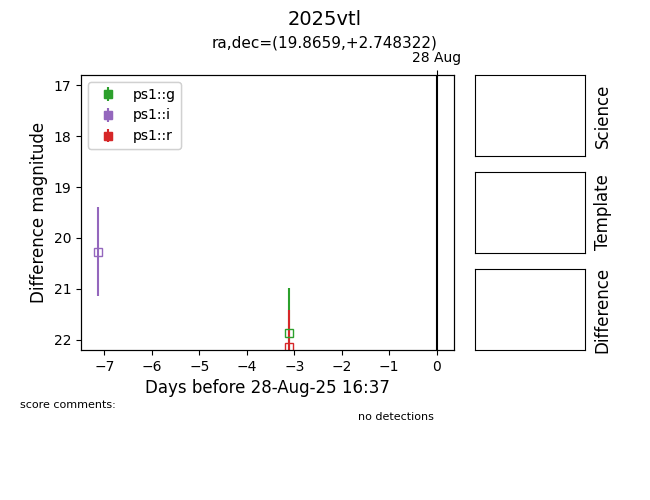 2025vtl
ra,dec=(19.8659,+2.748322)
28 Aug
ps1::g
ps1::i
ps1::r
17
18
19
20
21
22
Difference magnitude
−7
−6
−5
−4
−3
−2
−1
0
Days before 28-Aug-25 16:37
Science
Template
Difference
score comments:
no detections